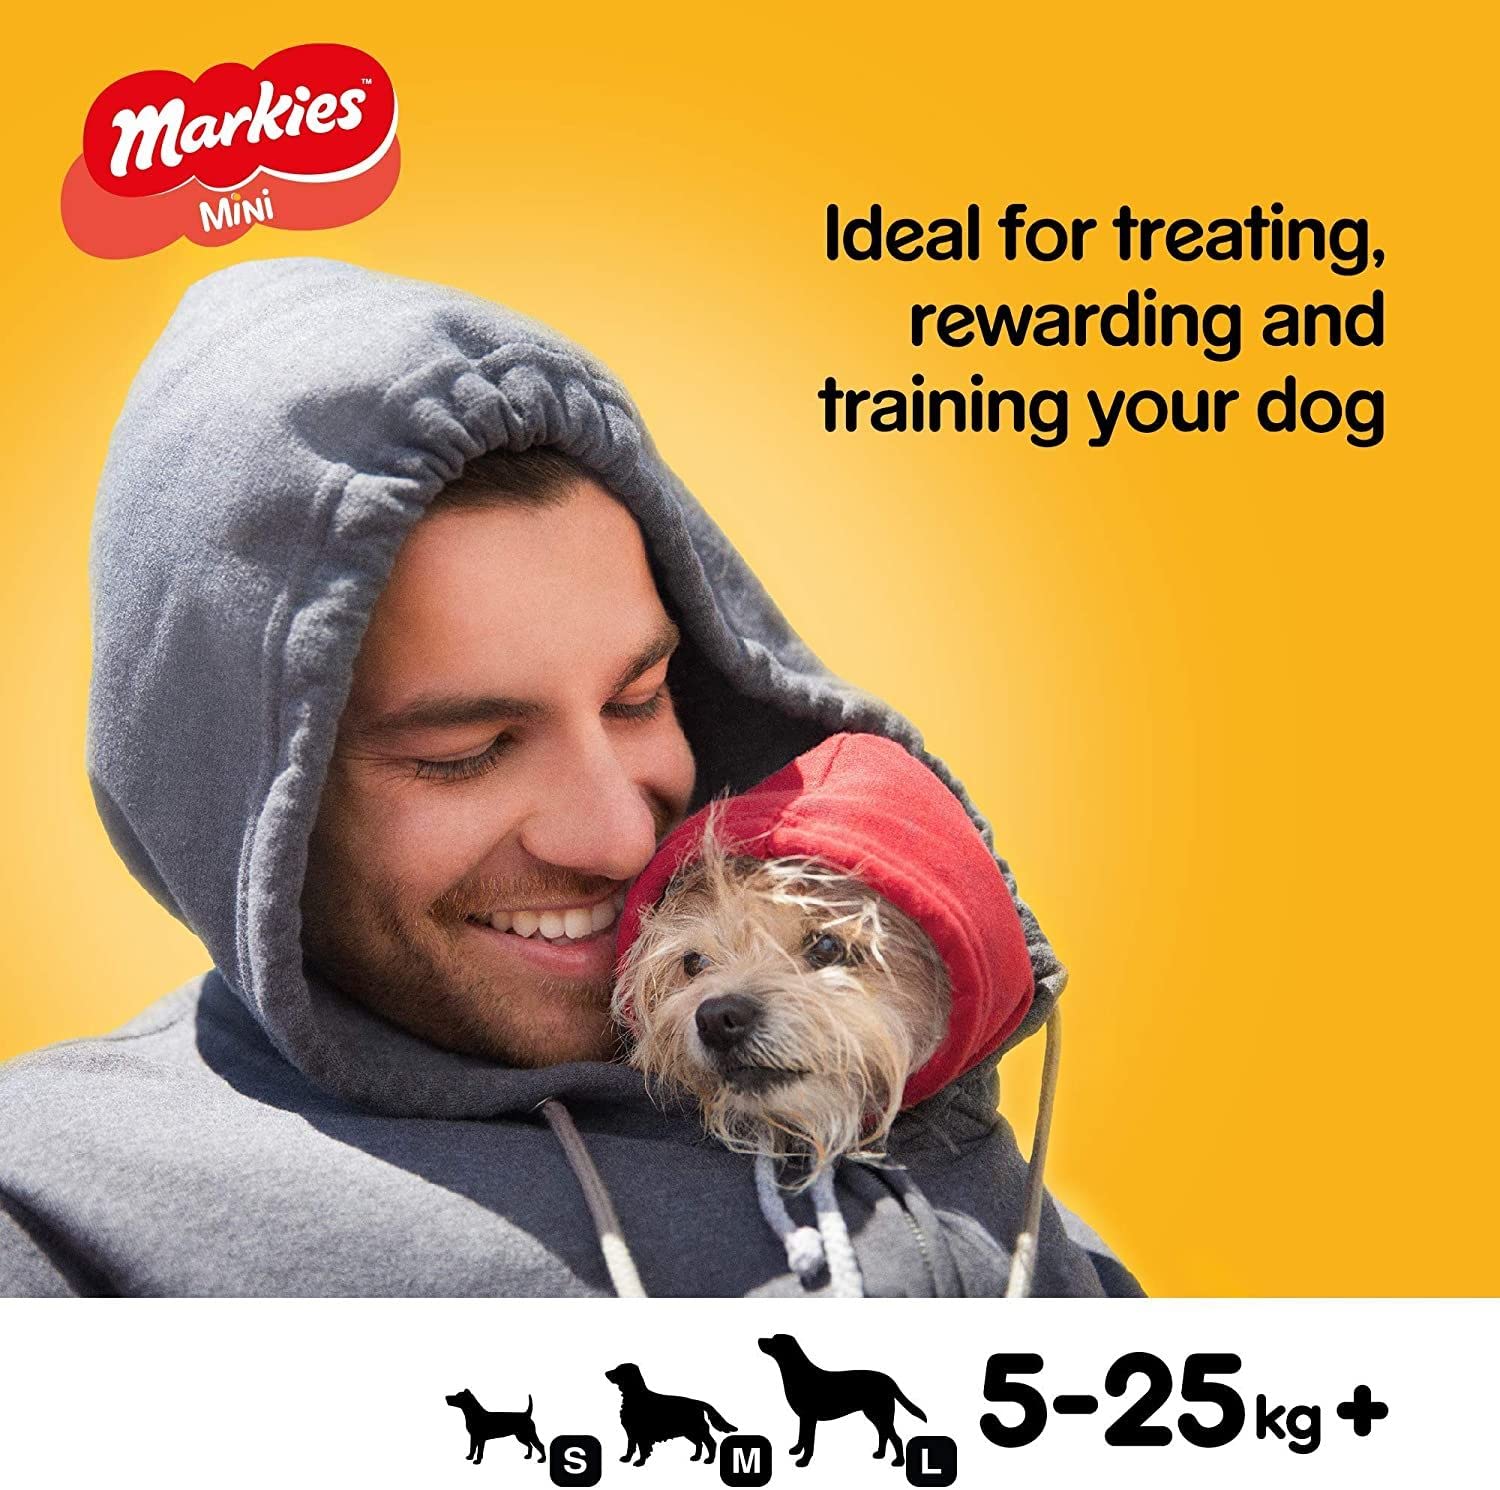 Markies™
MiNi
Ideal for treating,
rewarding and
training your dog
S
M
L
5-25kg+